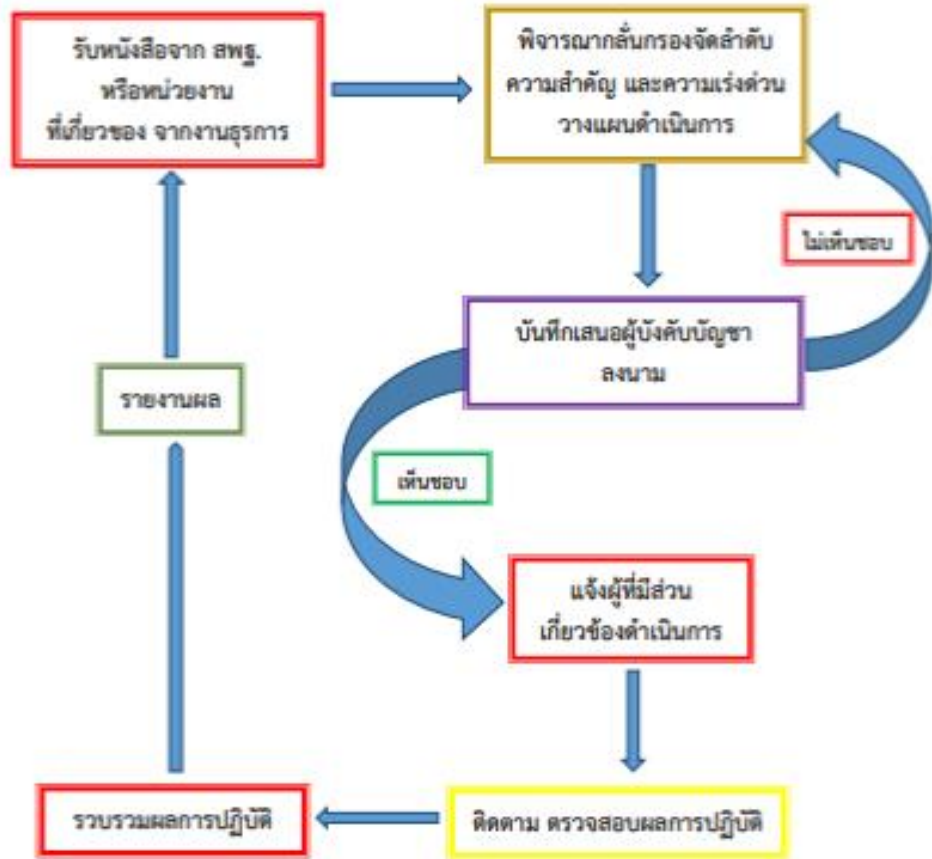 รับหนังสือจาก สพฐ.
หรือหน่วยงาน
ที่เกี่ยวของ จากงานธุรการ
พิจารณากลั่นกรองจัดลำดับ
ความสำคัญ และความเร่งด่วน
วางแผนดำเนินการ
ไม่เห็นชอบ
บันทึกเสนอผู้บังคับบัญชา
ลงนาม
เห็นชอบ
แจ้งผู้ที่มีส่วน
เกี่ยวข้องดำเนินการ
ติดตาม ตรวจสอบผลการปฏิบัติ
รวบรวมผลการปฏิบัติ
รายงานผล